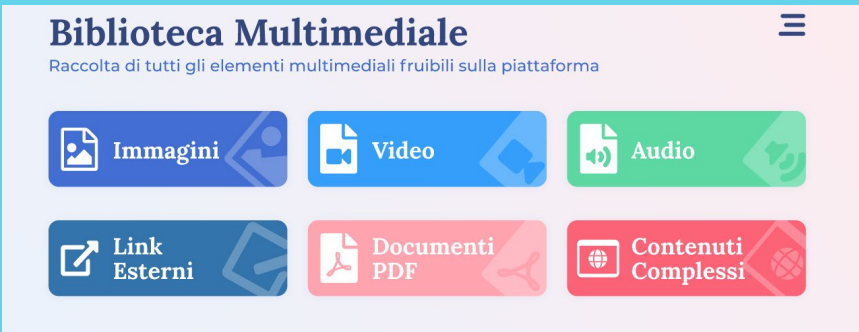 Biblioteca Multimediale
Raccolta di tutti gli elementi multimediali fruibili sulla piattaforma
Immagini
Video
Audio
Link
Esterni
Documenti
PDF
Contenuti
Complessi